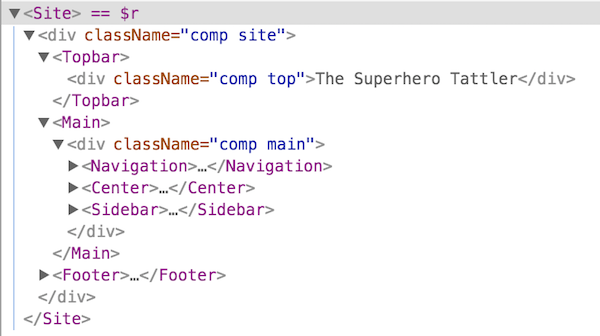 ▼<Site> == $r
▼<div className="comp site">
▼<Topbar>
<div className="comp top">The Superhero Tattler</div>
</Topbar>
▼<Main>
▼<div className="comp main">
▶<Navigation>…</Navigation>
▶<Center>…</Center>
▶<Sidebar>…</Sidebar>
</div>
</Main>
▶<Footer>…</Footer>
</div>
</Site>